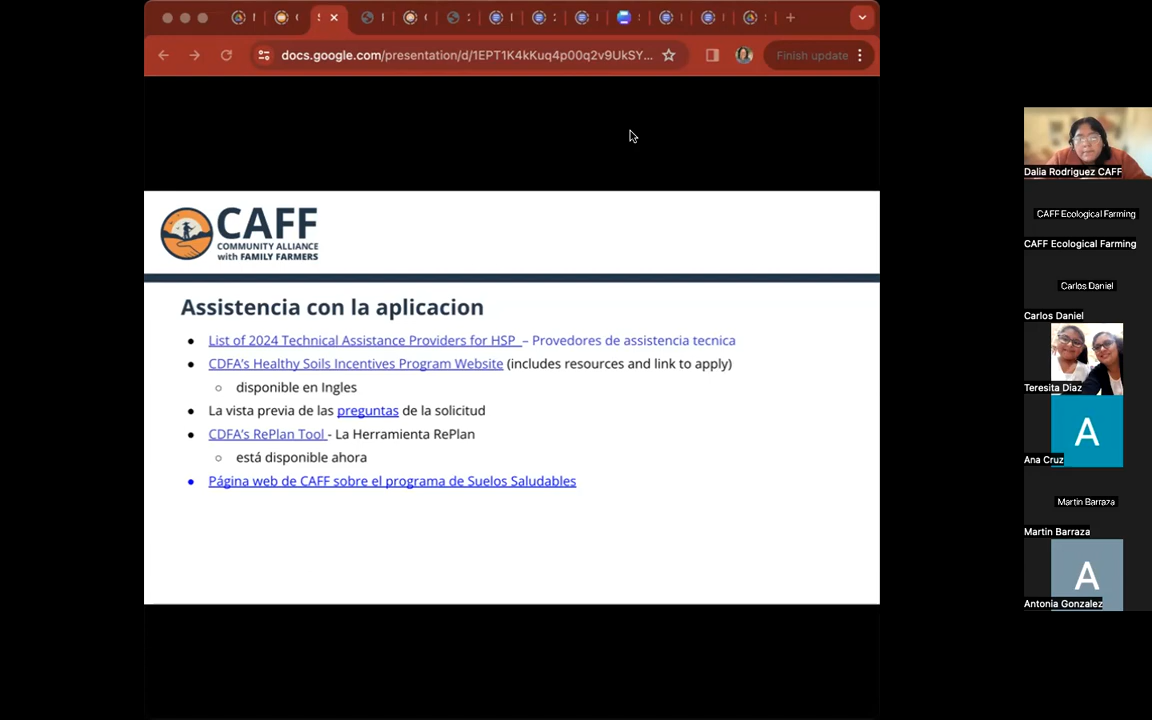 docs.google.com/presentation/d/1EPT1K4kKuq4p00q2v9UkSY...
Finish update
CAFF
COMMUNITY ALLIANCE
with FAMILY FARMERS
Assistencia con la aplicacion
List of 2024 Technical Assistance Providers for HSP – Provedores de assistencia tecnica
CDFA's Healthy Soils Incentives Program Website (includes resources and link to apply)
disponible en Ingles
La vista previa de las preguntas de la solicitud
CDFA's RePlan Tool - La Herramienta RePlan
está disponible ahora
Página web de CAFF sobre el programa de Suelos Saludables
Dalia Rodriguez CAFF
CAFF Ecological Farming
CAFF Ecological Farming
Carlos Daniel
Carlos Daniel
Teresita Diaz
A
Ana Cruz
Martin Barraza
Martin Barraza
A
Antonia Gonzalez